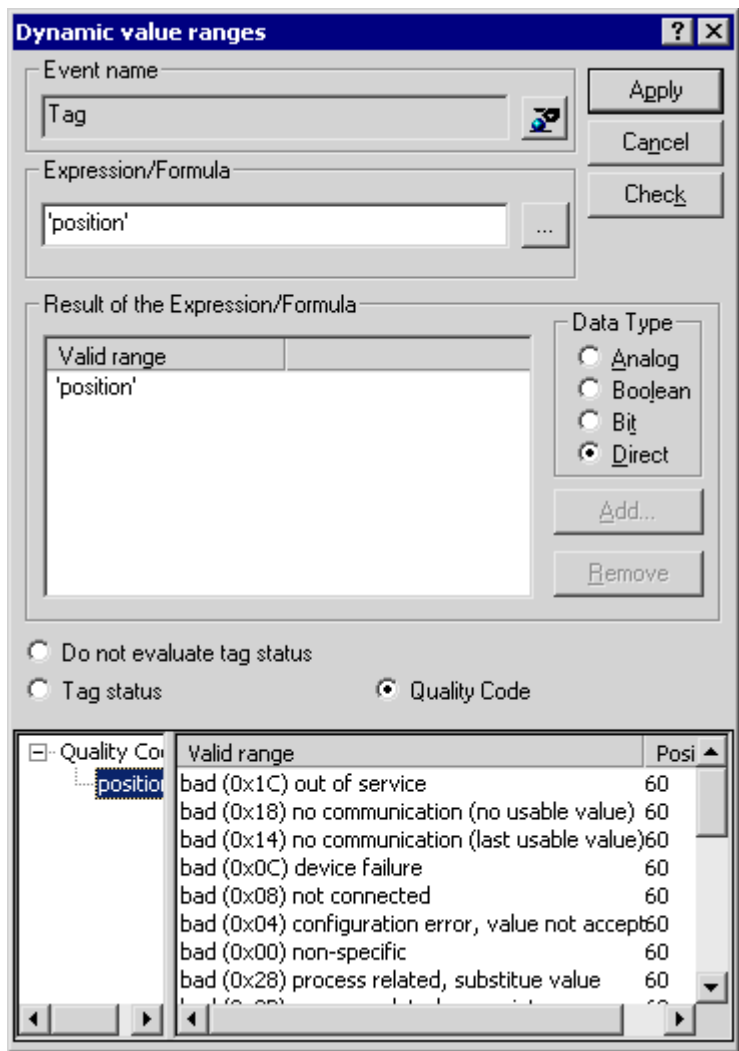 Dynamic value ranges
Event name
Tag
Apply
Cancel
Expression/Formula
Check
'position'
...
Result of the Expression/Formula
Data Type
Valid range
'position'
Analog
Boolean
Bit
Direct
Add...
Remove
Do not evaluate tag status
Tag status
Quality Code
Quality Co
position
Valid range Posi
bad (0x1C) out of service 60
bad (0x18) no communication (no usable value) 60
bad (0x14) no communication (last usable value) 60
bad (0x0C) device failure 60
bad (0x08) not connected 60
bad (0x04) configuration error, value not accept 60
bad (0x00) non-specific 60
bad (0x28) process related, substitue value 60